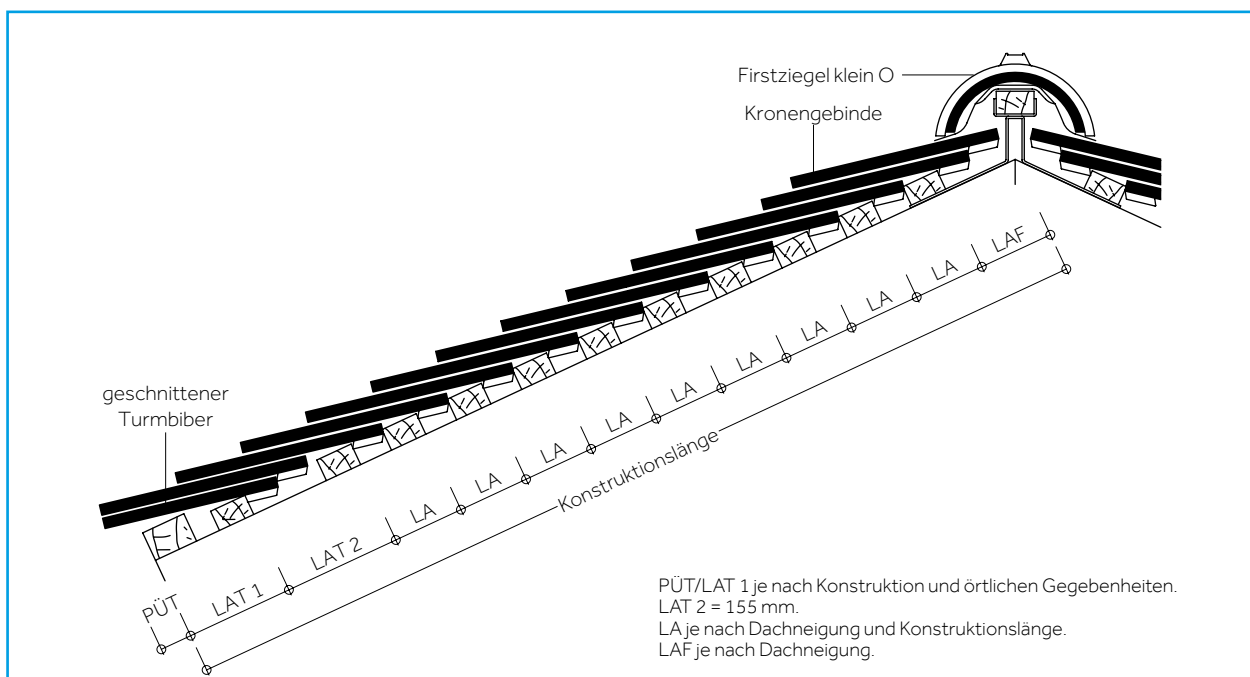 Firstziegel klein O
Kronengebinde
geschnittener
Turmbiber
PÜT
LAT 1
LAT 2
LA
LA
LA
LA
LA
LA
LA
LA
LA
LAF
Konstruktionslänge
PÜT/LAT 1 je nach Konstruktion und örtlichen Gegebenheiten.
LAT 2 = 155 mm.
LA je nach Dachneigung und Konstruktionslänge.
LAF je nach Dachneigung.